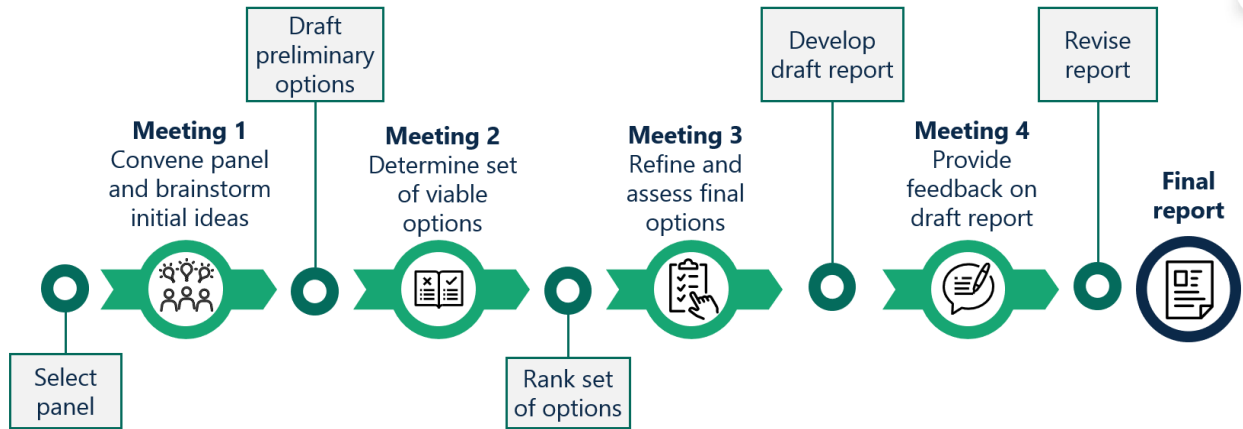 Select
panel
Meeting 1
Convene panel
and brainstorm
initial ideas
Draft
preliminary
options
Meeting 2
Determine set
of viable
options
Rank set
of options
Meeting 3
Refine and
assess final
options
Develop
draft report
Meeting 4
Provide
feedback on
draft report
Revise
report
Final
report